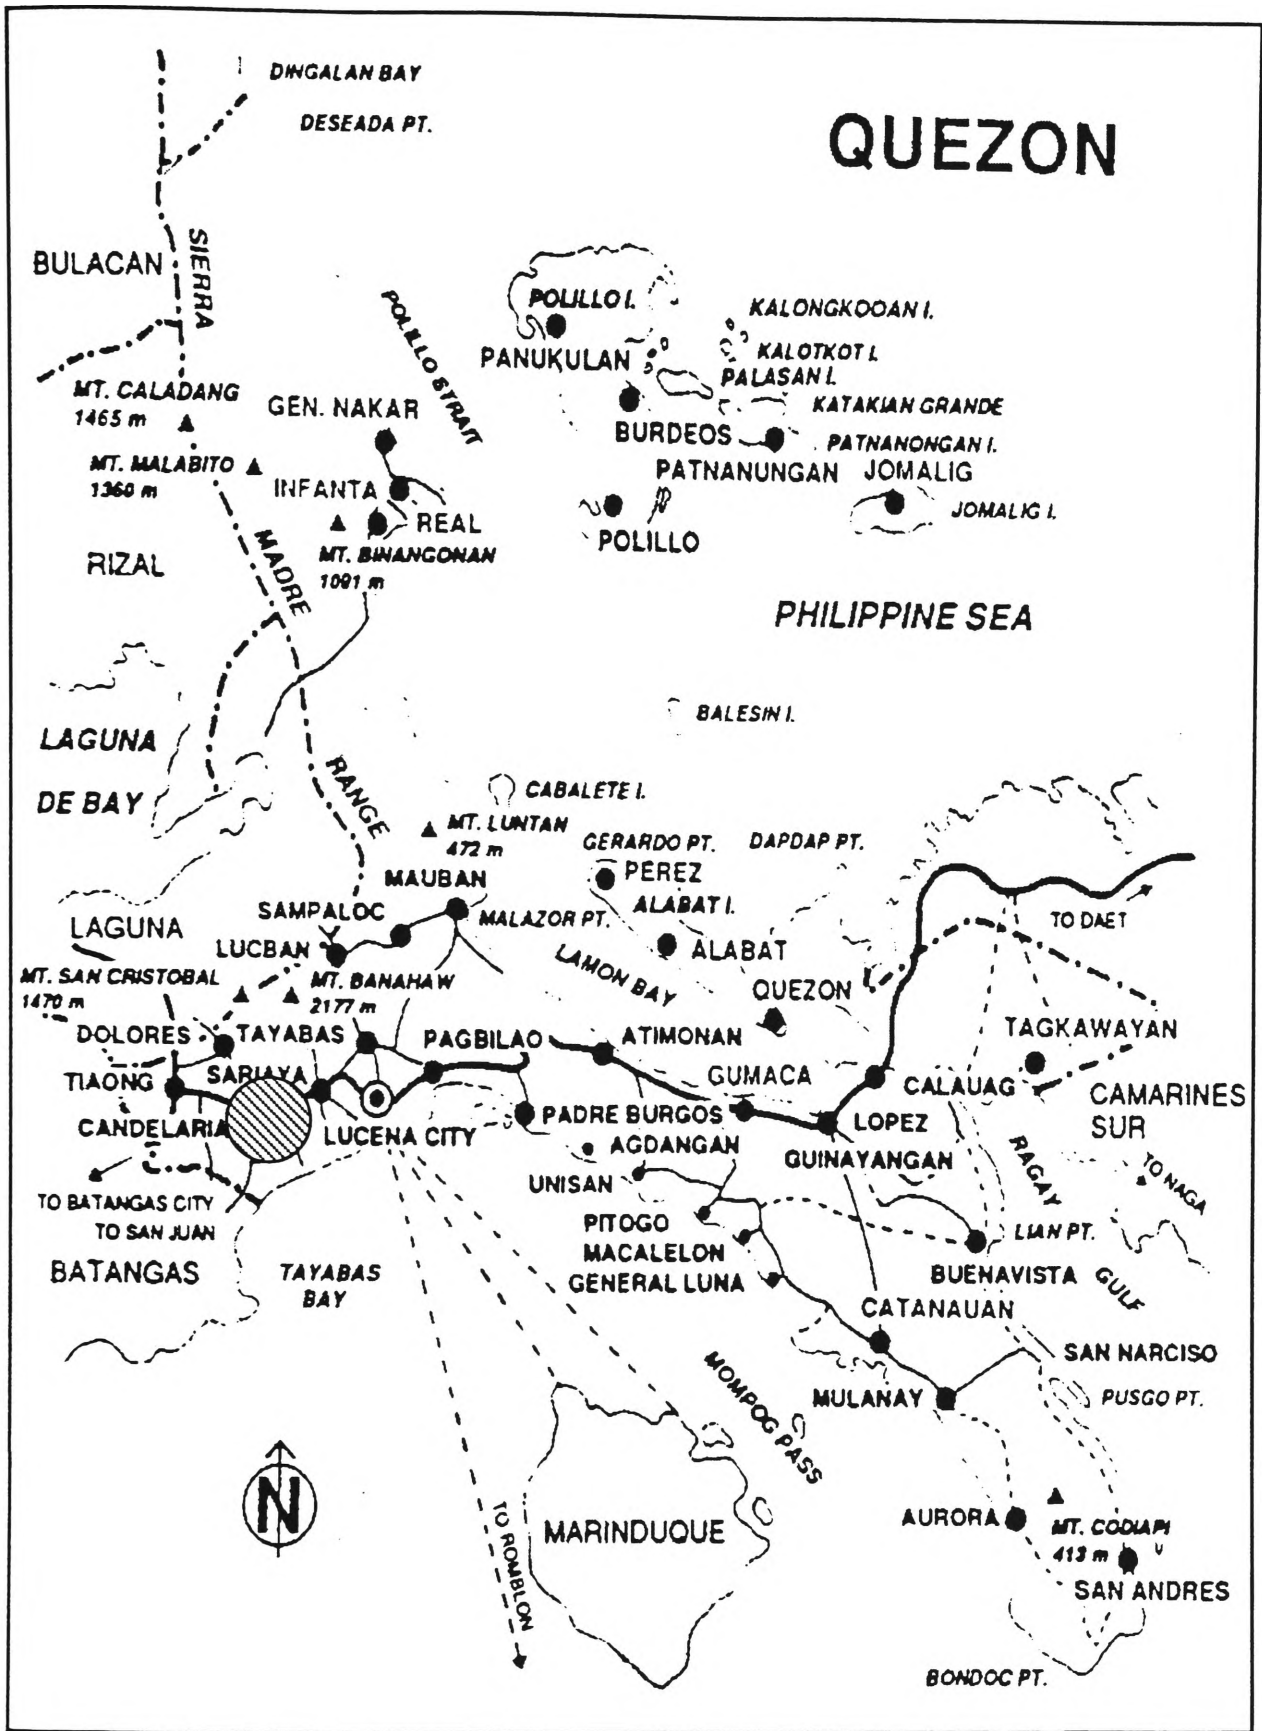 DINGALAN BAY
DESEADA PT.
QUEZON
BULACAN
SIERRA
POLILLO STRAIT
POLILLO I.
PANUKULAN
KALONGKOOAN I.
KALOTKOT I.
PALASAN I.
KATAKIAN GRANDE
MT. CALADANG
1465 m
GEN. NAKAR
BURDEOS
PATNANONGAN I.
PATNANUNGAN
JOMALIG
MT. MALABITO
1360 m
INFANTA
REAL
JOMALIG I.
POLILLO
MT. BINANGONAN
1091 m
RIZAL
MADRE
PHILIPPINE SEA
BALESIN I.
LAGUNA
DE BAY
RANGE
CABALETE I.
MT. LUNTAN
472 m
GERARDO PT.
DAPDAP PT.
PEREZ
MAUBAN
ALABAT I.
SAMPALOC
MALAZOR PT.
LAGUNA
LUCBAN
ALABAT
TO DAET
LAMON BAY
MT. SAN CRISTOBAL
1470 m
MT. BANAHAW
2177 m
QUEZON
DOLORES
TAYABAS
PAGBILAO
ATIMONAN
TAGKAWAYAN
TIAONG
SARIAYA
GUMACA
CALAUAG
CAMARINES
SUR
CANDELARIA
LUCENA CITY
PADRE BURGOS
LOPEZ
AGDANGAN
GUINAYANGAN
RAGAY
TO NAGA
UNISAN
TO BATANGAS CITY
TO SAN JUAN
PITOGO
LIAN PT.
MACALELON
BATANGAS
TAYABAS
BAY
GENERAL LUNA
BUENAVISTA
GULF
CATANAUAN
SAN NARCISO
MULANAY
PUSGO PT.
MOMPOG PASS
N
TO ROMBLON
MARINDUQUE
AURORA
MT. CODIAPI
413 m
SAN ANDRES
BONDOC PT.